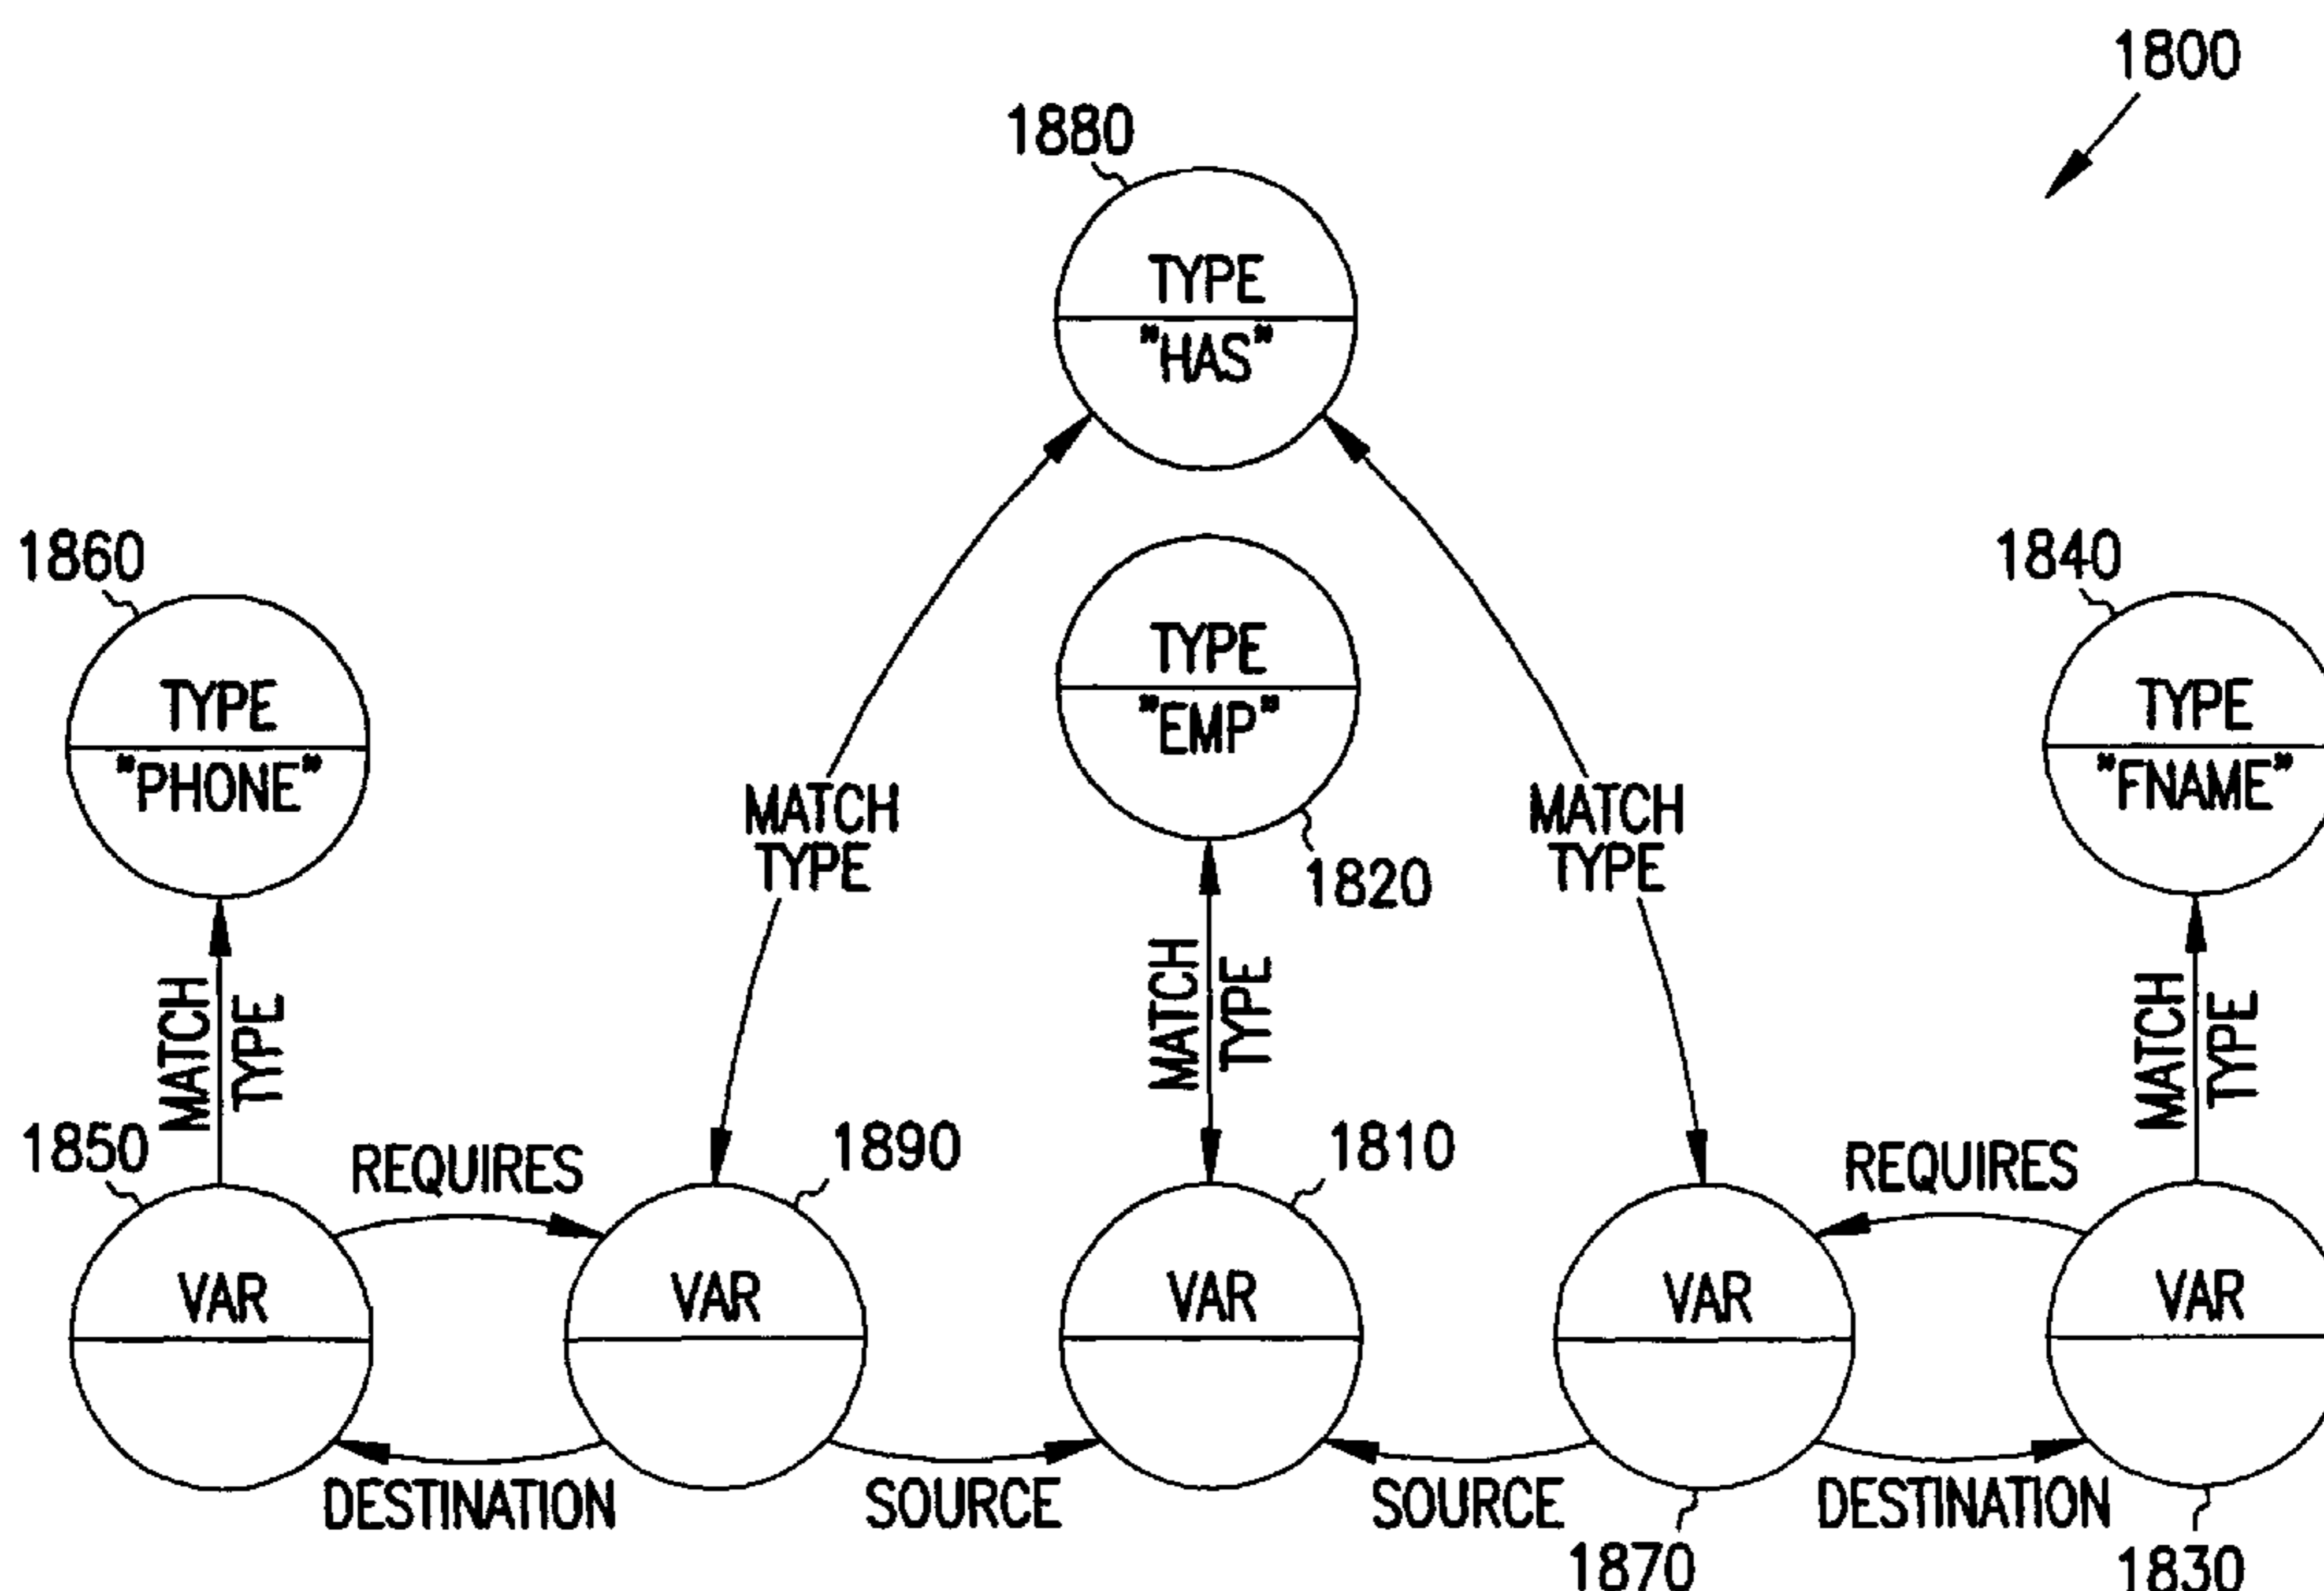 1800
1880
TYPE
"HAS"
1860
TYPE
"PHONE"
TYPE
"EMP"
1820
1840
TYPE
"FNAME"
MATCH
TYPE
MATCH
TYPE
MATCH
TYPE
MATCH
TYPE
MATCH
TYPE
1850
REQUIRES
1890
1810
REQUIRES
VAR
VAR
VAR
VAR
VAR
DESTINATION
SOURCE
SOURCE
DESTINATION
1870
1830